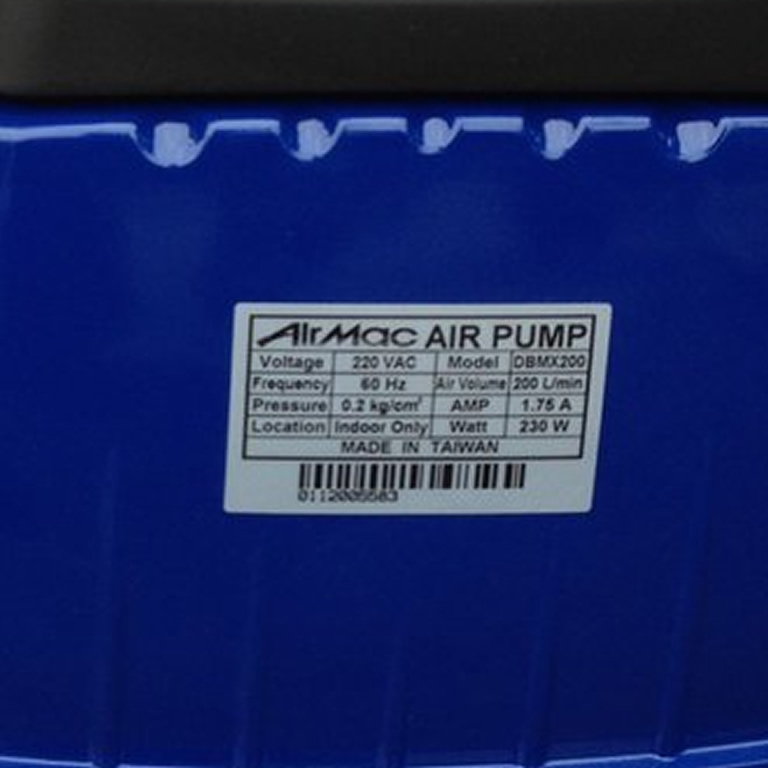 AirMac AIR PUMP
Voltage 220 VAC Model DBMX200
Frequency 60 Hz Air Volume 200 L/min
Pressure 0.2 kg/cm² AMP 1.75 A
Location Indoor Only Watt 230 W
MADE IN TAIWAN
0112006583